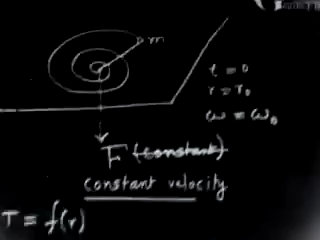 m
t = 0
r = r₀
ω = ω₀
F (constant)
constant velocity
T = f(r)